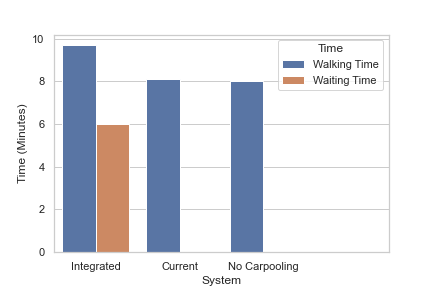 10
8
6
4
2
0
Time (Minutes)
Time
Walking Time
Waiting Time
Integrated
Current
No Carpooling
System